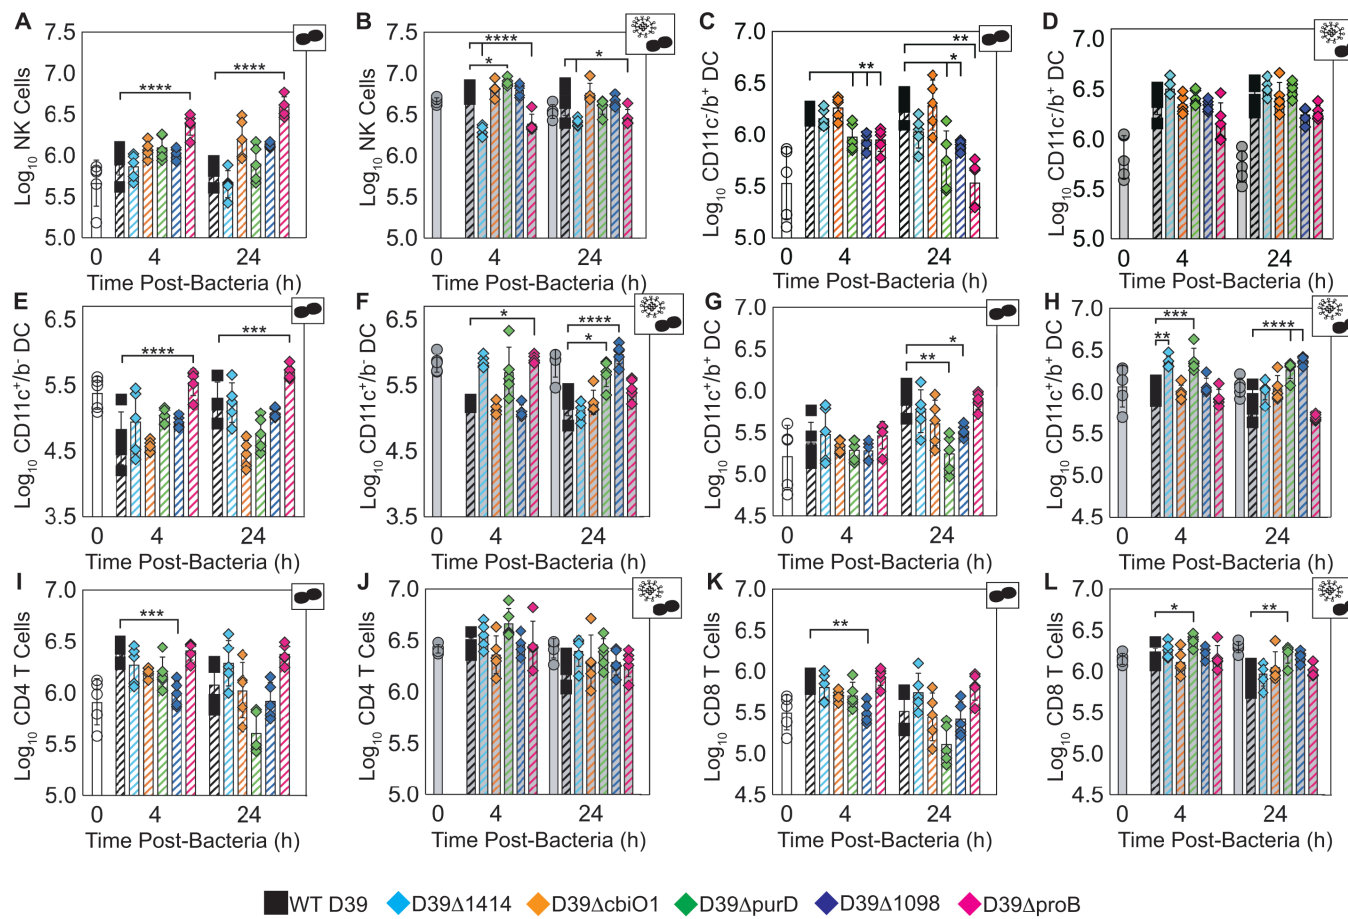 A
Log10 NK Cells
7.5
7.0
6.5
6.0
5.5
5.0
****
****
0 4 24
Time Post-Bacteria (h)
B
Log10 NK Cells
7.5
7.0
6.5
6.0
5.5
5.0
****
*
*
0 4 24
Time Post-Bacteria (h)
C
Log10 CD11c-/b+ DC
7.0
6.5
6.0
5.5
5.0
**
**
*
0 4 24
Time Post-Bacteria (h)
D
Log10 CD11c-/b+ DC
7.0
6.5
6.0
5.5
5.0
0 4 24
Time Post-Bacteria (h)
E
Log10 CD11c+/b- DC
6.5
5.5
4.5
3.5
****
***
0 4 24
Time Post-Bacteria (h)
F
Log10 CD11c+/b- DC
6.5
5.5
4.5
3.5
*
****
*
0 4 24
Time Post-Bacteria (h)
G
Log10 CD11c+/b+ DC
7.0
6.5
6.0
5.5
5.0
4.5
*
**
0 4 24
Time Post-Bacteria (h)
H
Log10 CD11c+/b+ DC
7.0
6.5
6.0
5.5
5.0
4.5
***
**
****
0 4 24
Time Post-Bacteria (h)
I
Log10 CD4 T Cells
7.0
6.5
6.0
5.5
5.0
***
0 4 24
Time Post-Bacteria (h)
J
Log10 CD4 T Cells
7.0
6.5
6.0
5.5
5.0
0 4 24
Time Post-Bacteria (h)
K
Log10 CD8 T Cells
7.0
6.5
6.0
5.5
5.0
4.5
**
0 4 24
Time Post-Bacteria (h)
L
Log10 CD8 T Cells
7.0
6.5
6.0
5.5
5.0
4.5
*
**
0 4 24
Time Post-Bacteria (h)
WT D39 D39Δ1414 D39ΔcbiO1 D39ΔpurD D39Δ1098 D39ΔproB